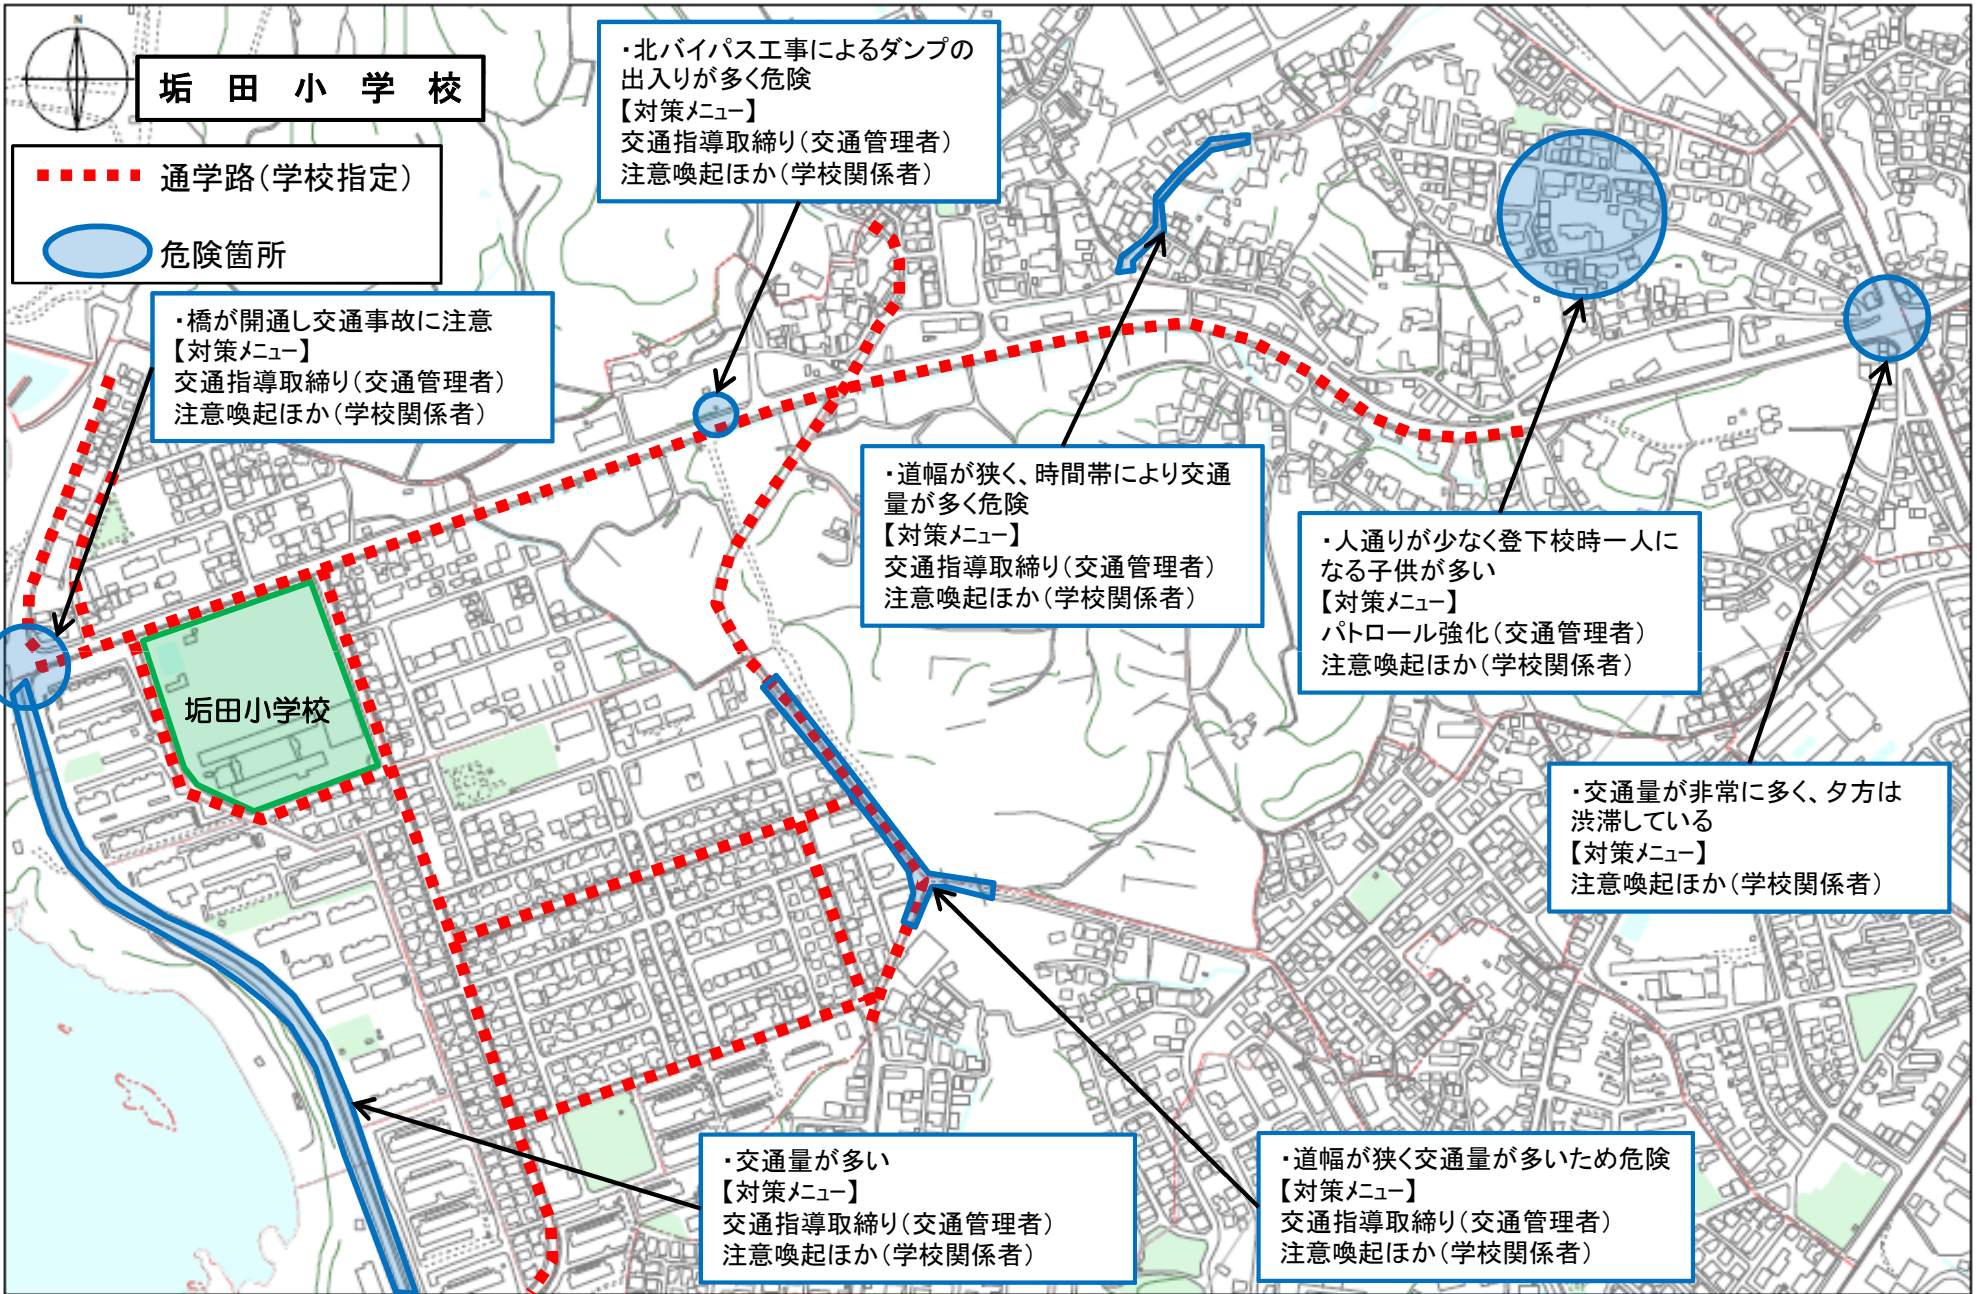 N
垢田小学校
通学路（学校指定）
危険箇所
・北バイパス工事によるダンプの
出入りが多く危険
【対策メニュー】
交通指導取締り（交通管理者）
注意喚起ほか（学校関係者）
・橋が開通し交通事故に注意
【対策メニュー】
交通指導取締り（交通管理者）
注意喚起ほか（学校関係者）
・道幅が狭く、時間帯により交通
量が多く危険
【対策メニュー】
交通指導取締り（交通管理者）
注意喚起ほか（学校関係者）
・人通りが少なく登下校時一人に
なる子供が多い
【対策メニュー】
パトロール強化（交通管理者）
注意喚起ほか（学校関係者）
垢田小学校
・交通量が非常に多く、夕方は
渋滞している
【対策メニュー】
注意喚起ほか（学校関係者）
・交通量が多い
【対策メニュー】
交通指導取締り（交通管理者）
注意喚起ほか（学校関係者）
・道幅が狭く交通量が多いため危険
【対策メニュー】
交通指導取締り（交通管理者）
注意喚起ほか（学校関係者）